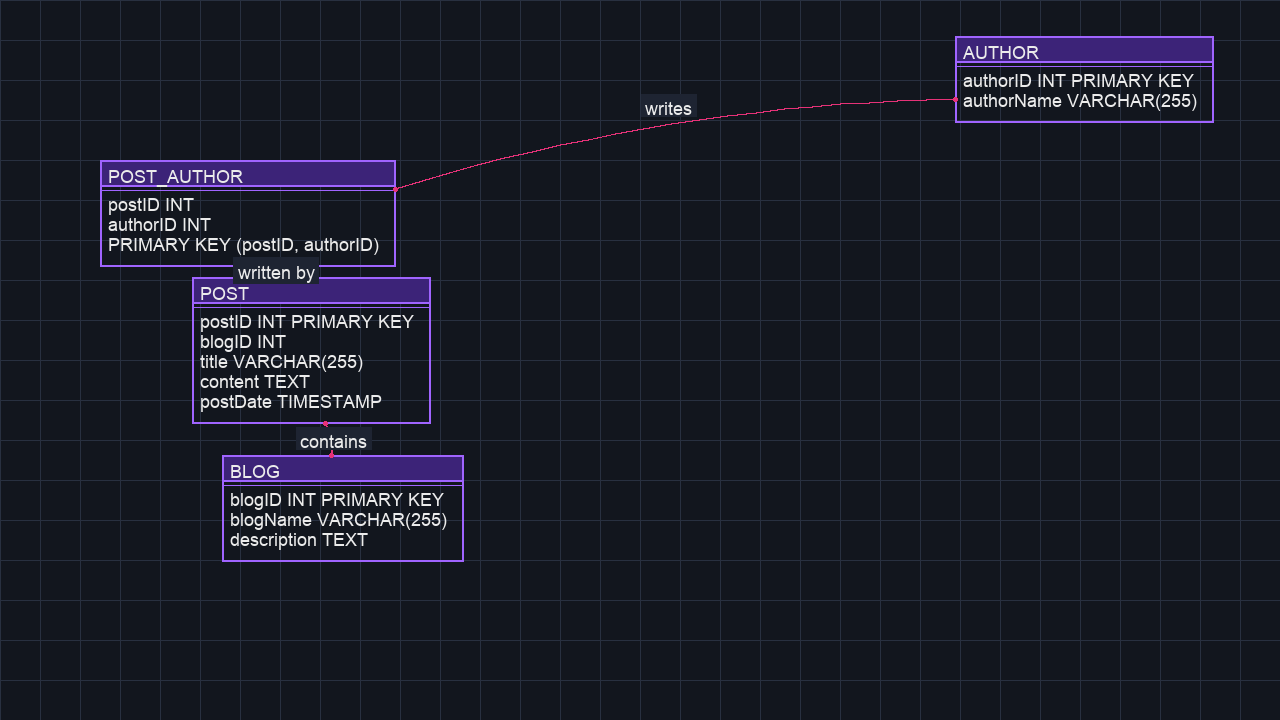 AUTHOR
authorID INT PRIMARY KEY
authorName VARCHAR(255)
writes
POST_AUTHOR
postID INT
authorID INT
PRIMARY KEY (postID, authorID)
written by
POST
postID INT PRIMARY KEY
blogID INT
title VARCHAR(255)
content TEXT
postDate TIMESTAMP
contains
BLOG
blogID INT PRIMARY KEY
blogName VARCHAR(255)
description TEXT